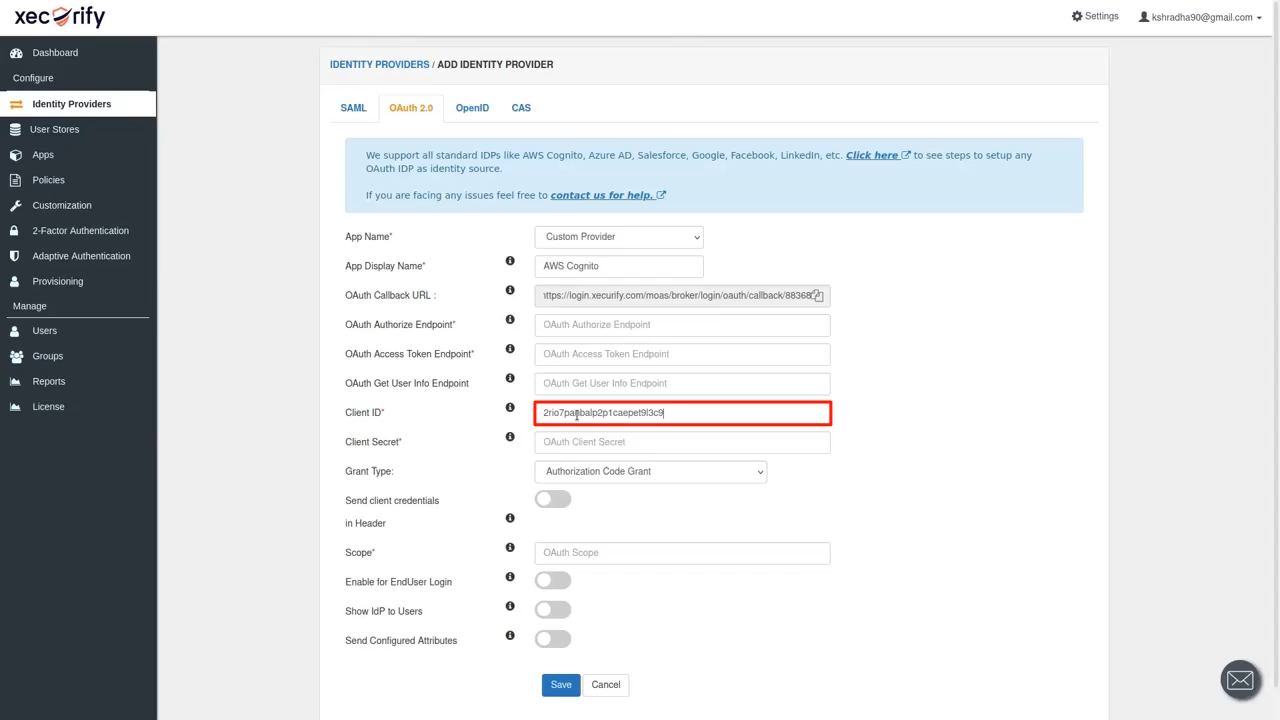 xecurify
Settings
kshradha90@gmail.com
Dashboard
Configure
Identity Providers
User Stores
Apps
Policies
Customization
2-Factor Authentication
Adaptive Authentication
Provisioning
Manage
Users
Groups
Reports
License
IDENTITY PROVIDERS / ADD IDENTITY PROVIDER
SAML OAuth 2.0 OpenID CAS
We support all standard IDPs like AWS Cognito, Azure AD, Salesforce, Google, Facebook, LinkedIn, etc. Click here to see steps to setup any
OAuth IDP as identity source.
If you are facing any issues feel free to contact us for help.
App Name* Custom Provider
App Display Name* AWS Cognito
OAuth Callback URL : ttps://login.xecurify.com/moas/broker/login/oauth/callback/88368
OAuth Authorize Endpoint* OAuth Authorize Endpoint
OAuth Access Token Endpoint* OAuth Access Token Endpoint
OAuth Get User Info Endpoint OAuth Get User Info Endpoint
Client ID*
Client Secret* OAuth Client Secret
Grant Type: Authorization Code Grant
Send client credentials
in Header
Scope* OAuth Scope
Enable for EndUser Login
Show IdP to Users
Send Configured Attributes
Save Cancel